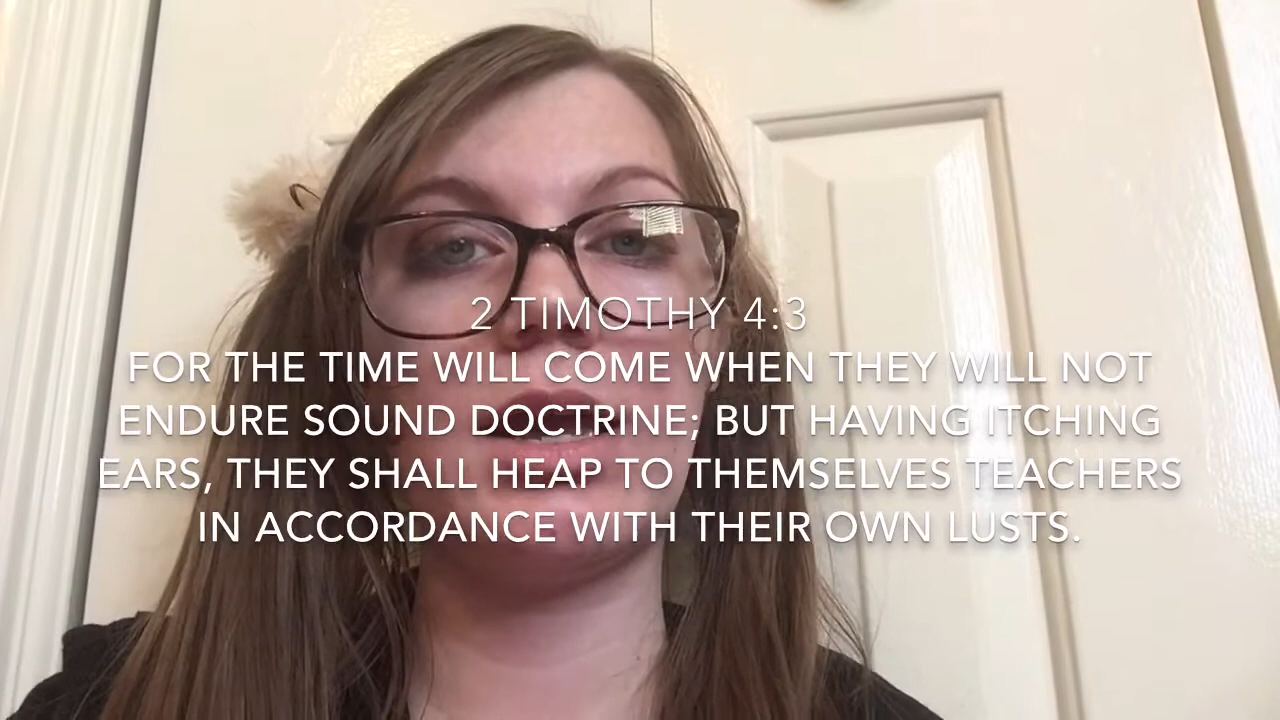 2 TIMOTHY 4:3
FOR THE TIME WILL COME WHEN THEY WILL NOT
ENDURE SOUND DOCTRINE; BUT HAVING ITCHING
EARS, THEY SHALL HEAP TO THEMSELVES TEACHERS
IN ACCORDANCE WITH THEIR OWN LUSTS.